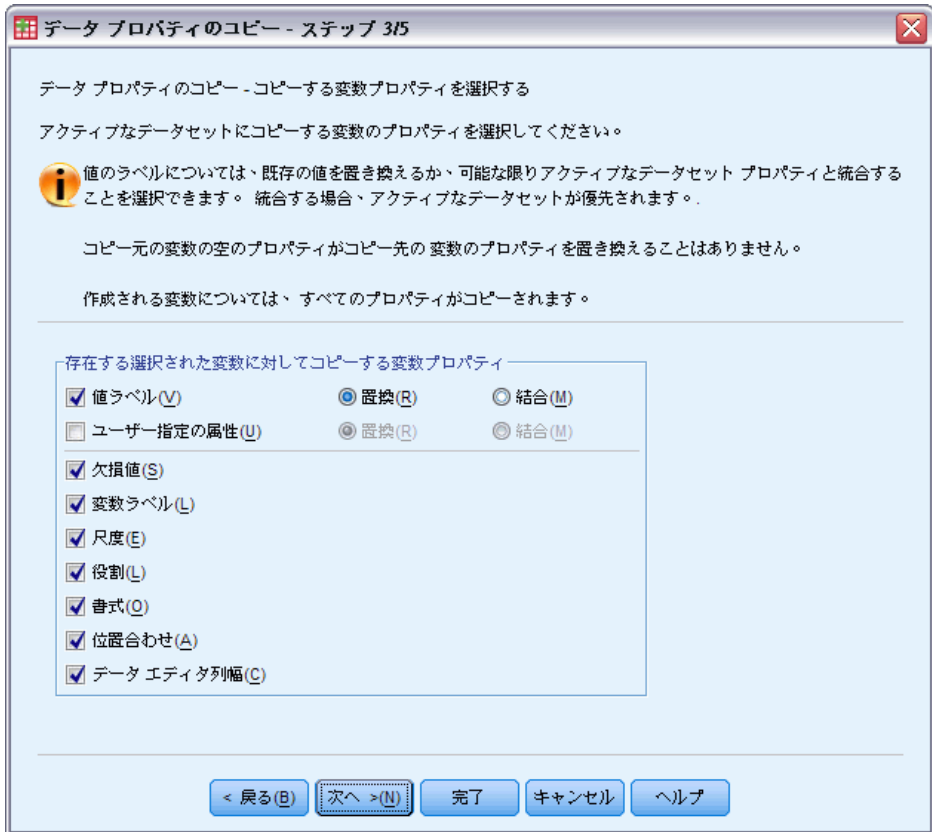 データ プロパティのコピー - ステップ 3/5
データ プロパティのコピー - コピーする変数プロパティを選択する
アクティブなデータセットにコピーする変数のプロパティを選択してください。
値のラベルについては、既存の値を置き換えるか、可能な限りアクティブなデータセット プロパティと統合する
ことを選択できます。 統合する場合、アクティブなデータセットが優先されます。.
コピー元の変数の空のプロパティがコピー先の 変数のプロパティを置き換えることはありません。
作成される変数については、 すべてのプロパティがコピーされます。
存在する選択された変数に対してコピーする変数プロパティ
値ラベル(V) 置換(R) 結合(M)
ユーザー指定の属性(U) 置換(R) 結合(M)
欠損値(S)
変数ラベル(L)
尺度(E)
役割(L)
書式(O)
位置合わせ(A)
データ エディタ列幅(C)
< 戻る(B) 次へ >(N) 完了 キャンセル ヘルプ